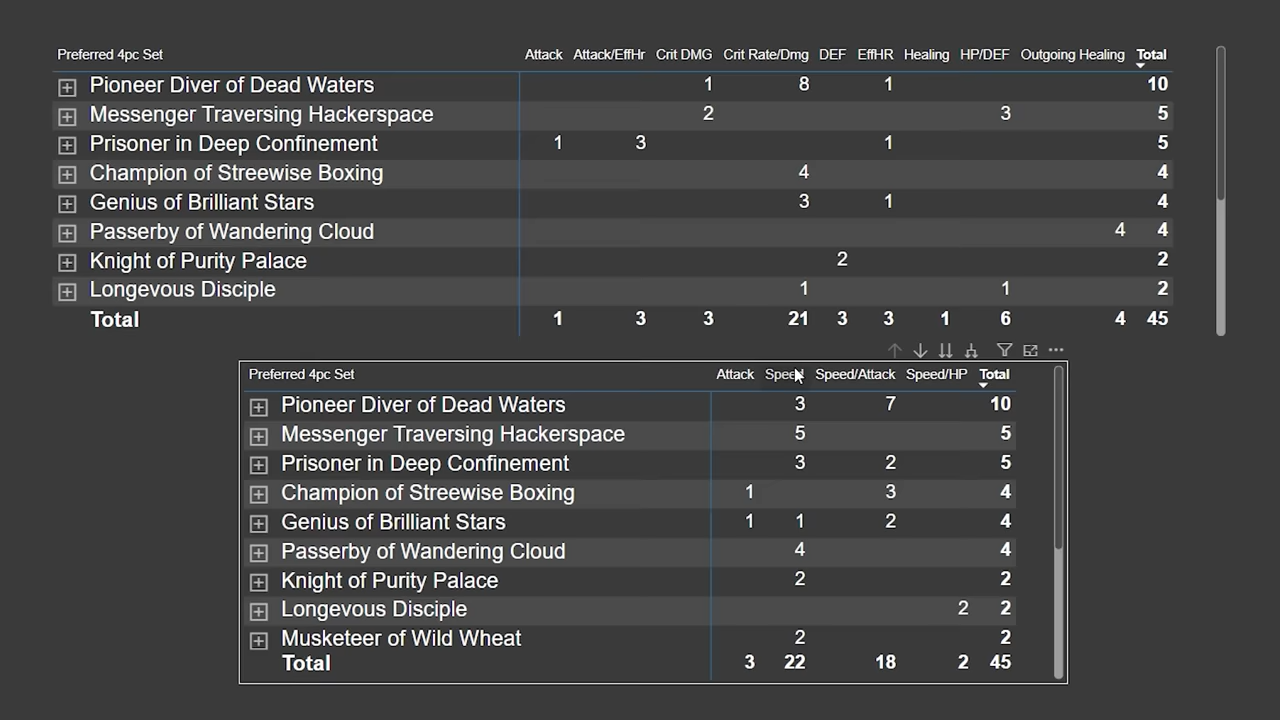 Preferred 4pc Set Attack Attack/EffHr Crit DMG Crit Rate/Dmg DEF EffHR Healing HP/DEF Outgoing Healing Total
Pioneer Diver of Dead Waters 1 8 1 10
Messenger Traversing Hackerspace 2 3 5
Prisoner in Deep Confinement 1 3 1 5
Champion of Streewise Boxing 4 4
Genius of Brilliant Stars 3 1 4
Passerby of Wandering Cloud 4 4
Knight of Purity Palace 2 2
Longevous Disciple 1 1 2
Total 1 3 3 21 3 3 1 6 4 45
Preferred 4pc Set Attack Speed Speed/Attack Speed/HP Total
Pioneer Diver of Dead Waters 3 7 10
Messenger Traversing Hackerspace 5 5
Prisoner in Deep Confinement 3 2 5
Champion of Streewise Boxing 1 3 4
Genius of Brilliant Stars 1 1 2 4
Passerby of Wandering Cloud 4 4
Knight of Purity Palace 2 2
Longevous Disciple 2 2
Musketeer of Wild Wheat 2 2
Total 3 22 18 2 45